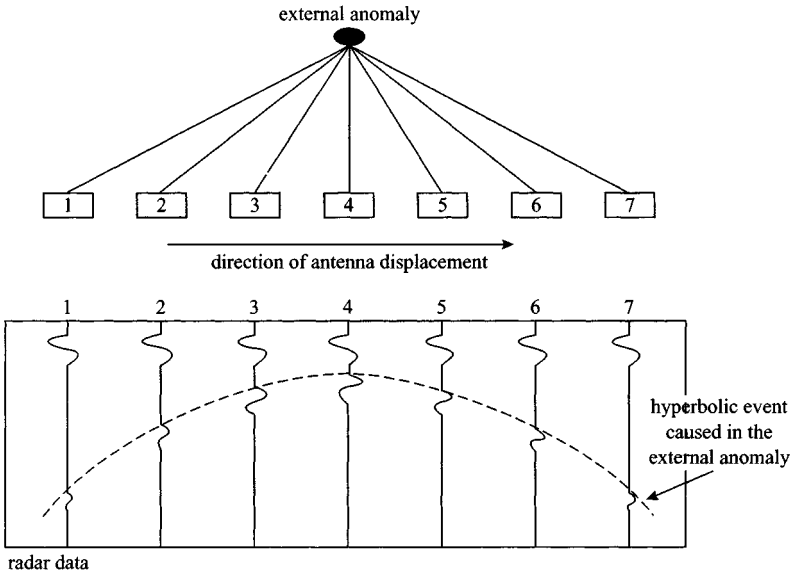 external anomaly
1 2 3 4 5 6 7
direction of antenna displacement
1 2 3 4 5 6 7
hyperbolic event
caused in the
external anomaly
radar data